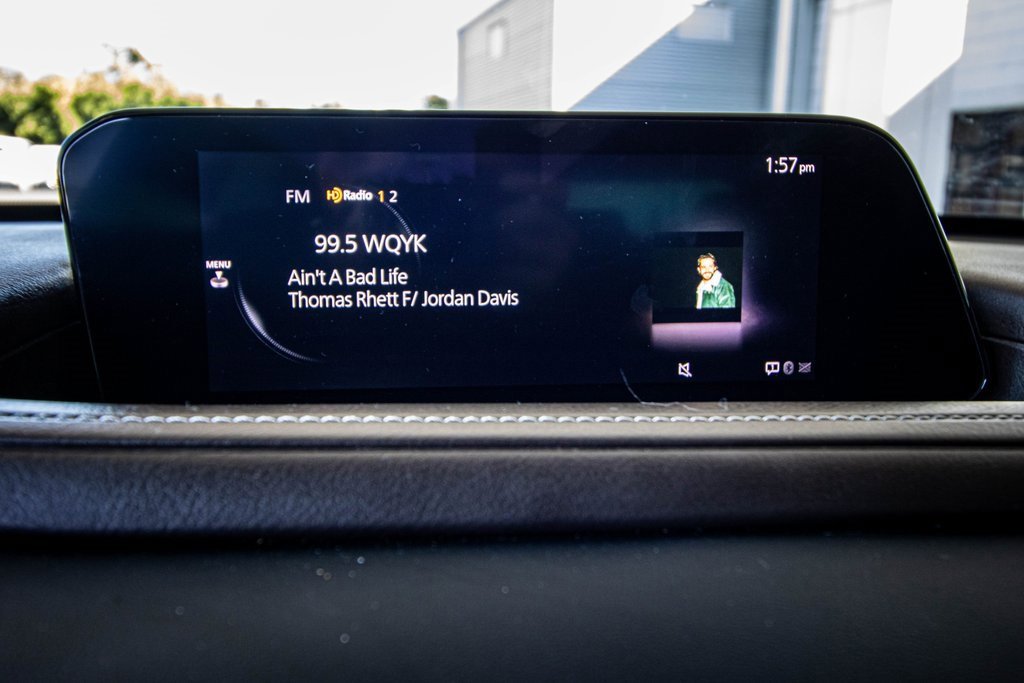 1:57 pm
FM HD Radio 1 2
99.5 WQYK
MENU
Ain't A Bad Life
Thomas Rhett F/ Jordan Davis